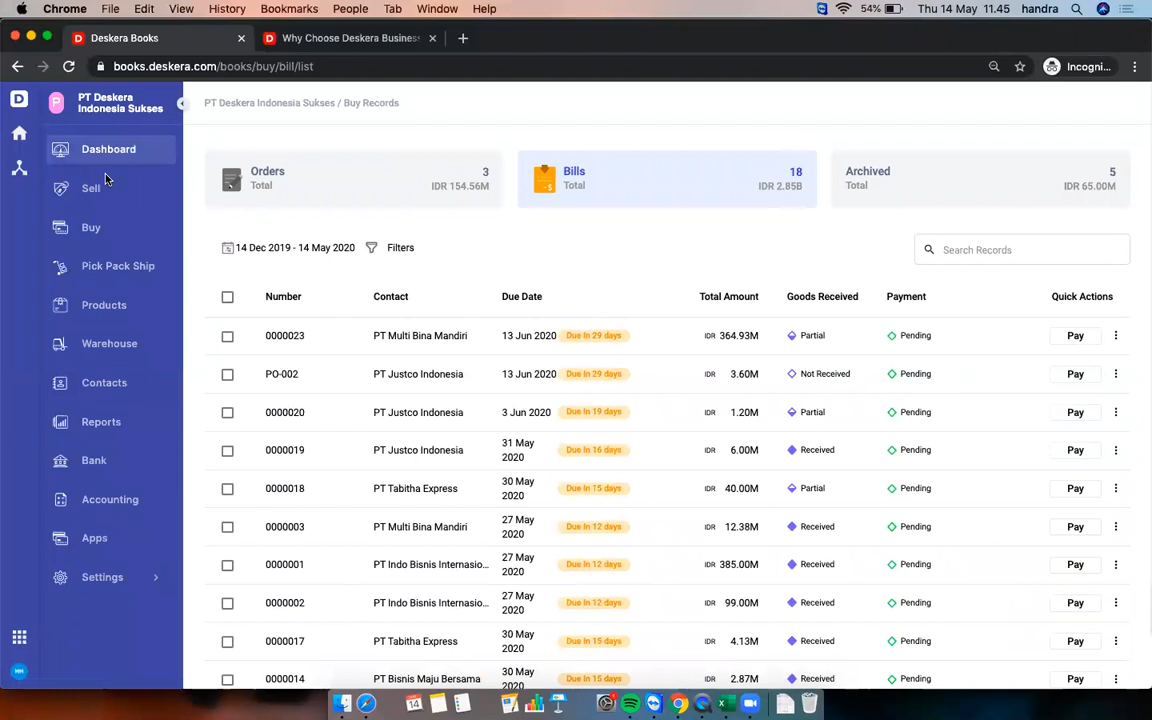 Chrome File Edit View History Bookmarks People Tab Window Help 54% Thu 14 May 11.45 handra
Deskera Books Why Choose Deskera Business
books.deskera.com/books/buy/bill/list Incogni...
D P PT Deskera Indonesia Sukses
PT Deskera Indonesia Sukses / Buy Records
Dashboard
Sell
Buy
Pick Pack Ship
Products
Warehouse
Contacts
Reports
Bank
Accounting
Apps
Settings
Orders 3
Total IDR 154.56M
Bills 18
Total IDR 2.85B
Archived 5
Total IDR 65.00M
14 Dec 2019 - 14 May 2020 Filters Search Records
Number Contact Due Date Total Amount Goods Received Payment Quick Actions
0000023 PT Multi Bina Mandiri 13 Jun 2020 Due In 29 days IDR 364.93M Partial Pending Pay
PO-002 PT Justco Indonesia 13 Jun 2020 Due In 29 days IDR 3.60M Not Received Pending Pay
0000020 PT Justco Indonesia 3 Jun 2020 Due In 19 days IDR 1.20M Partial Pending Pay
0000019 PT Justco Indonesia 31 May 2020 Due In 16 days IDR 6.00M Received Pending Pay
0000018 PT Tabitha Express 30 May 2020 Due In 15 days IDR 40.00M Partial Pending Pay
0000003 PT Multi Bina Mandiri 27 May 2020 Due In 12 days IDR 12.38M Received Pending Pay
0000001 PT Indo Bisnis Internasio... 27 May 2020 Due In 12 days IDR 385.00M Received Pending Pay
0000002 PT Indo Bisnis Internasio... 27 May 2020 Due In 12 days IDR 99.00M Received Pending Pay
0000017 PT Tabitha Express 30 May 2020 Due In 15 days IDR 4.13M Received Pending Pay
0000014 PT Bisnis Maju Bersama 30 May 2020 Due In 15 days IDR 2.87M Received Pending Pay